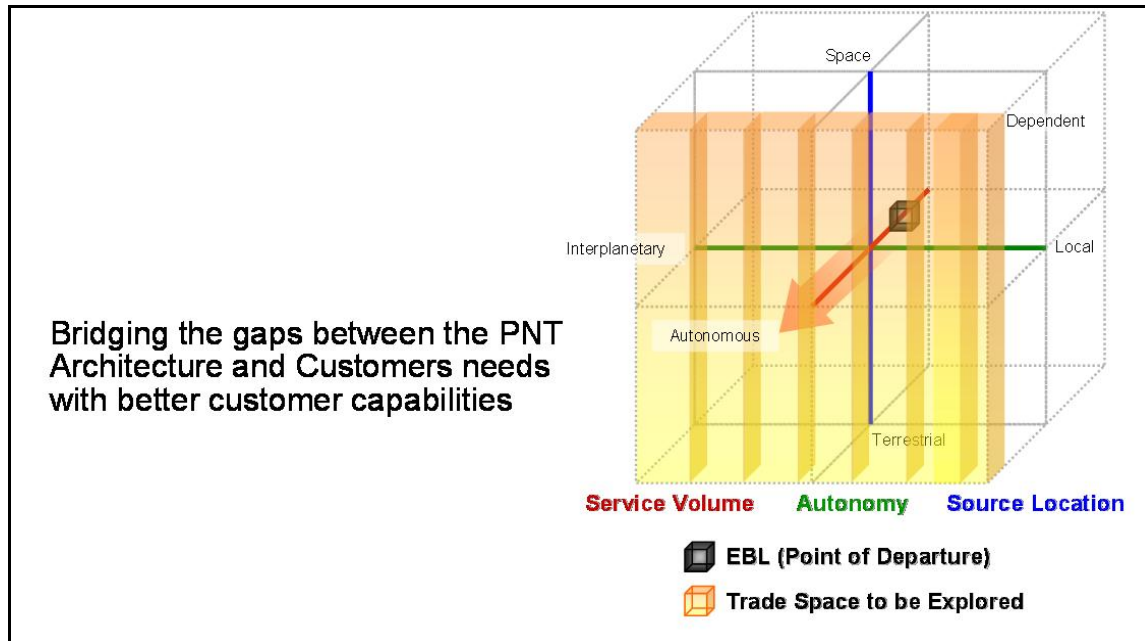 Space
Dependent
Interplanetary
Local
Bridging the gaps between the PNT
Architecture and Customers needs
with better customer capabilities
Autonomous
Terrestrial
Service Volume
Autonomy
Source Location
EBL (Point of Departure)
Trade Space to be Explored